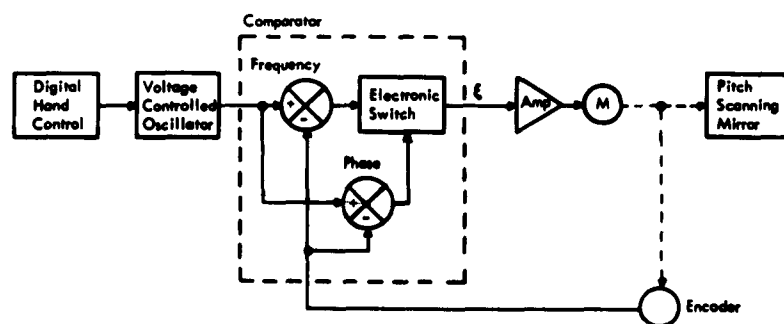 Comparator
Frequency
Digital
Hand
Control
Voltage
Controlled
Oscillator
+
-
Electronic
Switch
ξ
Amp
M
Pitch
Scanning
Mirror
Phase
+
-
Encoder